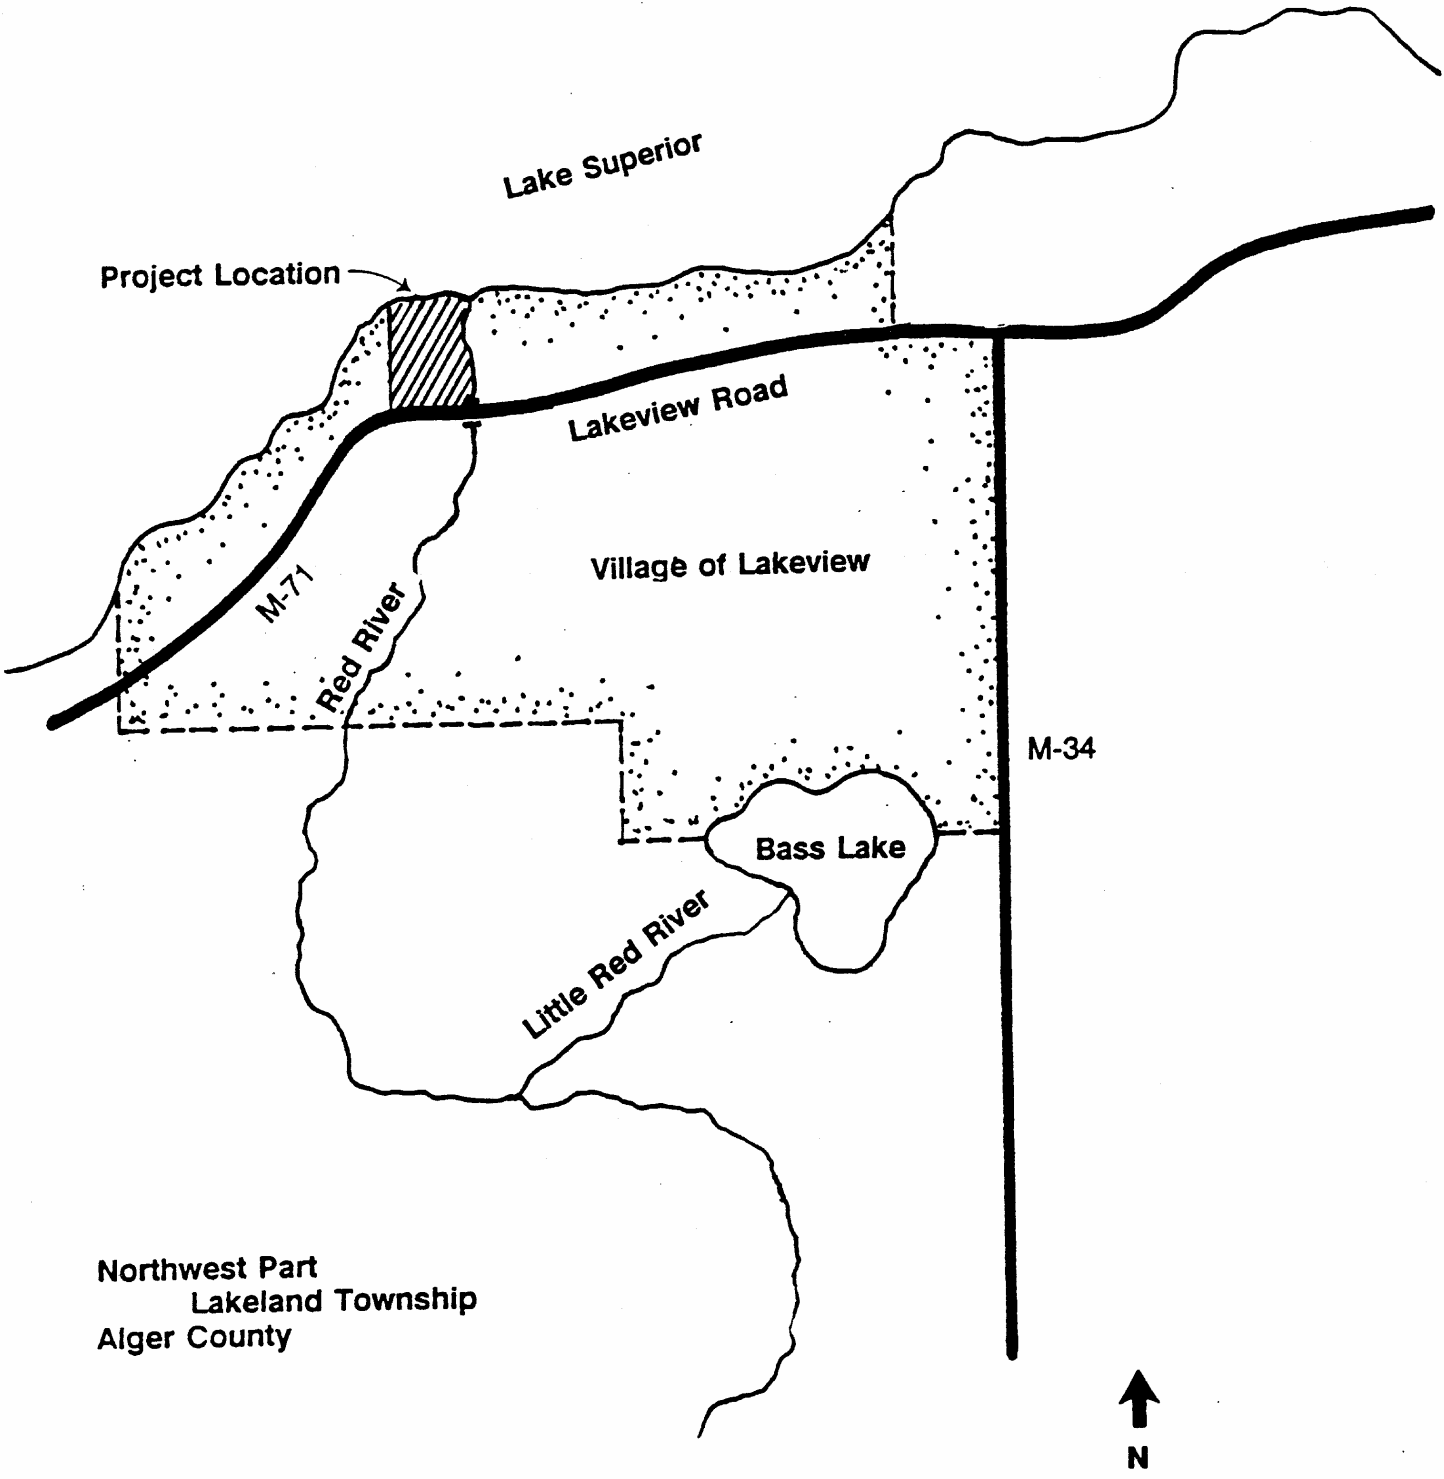 Lake Superior
Project Location
Lakeview Road
Village of Lakeview
M-71
Red River
M-34
Bass Lake
Little Red River
Northwest Part
Lakeland Township
Alger County
N